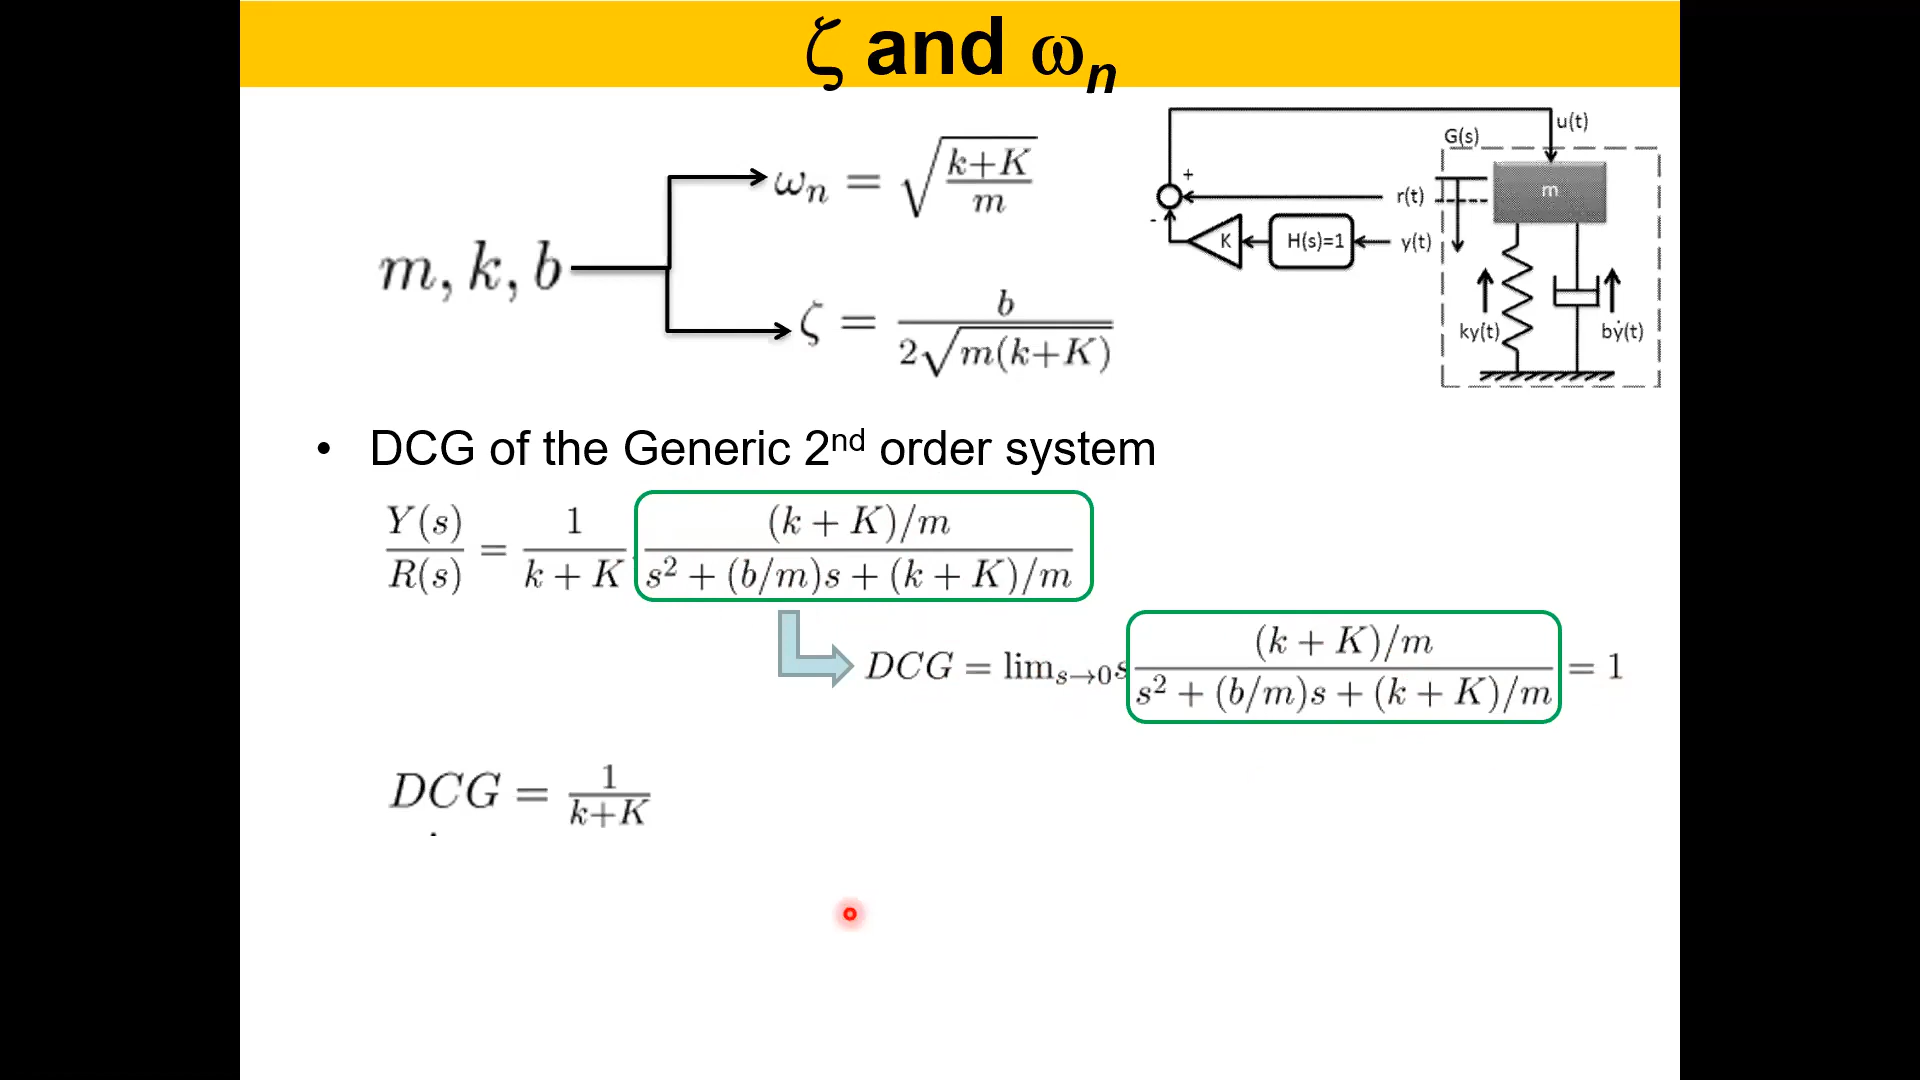 ζ and ωn
ωn = √((k+K)/m)
m, k, b
ζ = b/(2√(m(k+K)))
G(s)
u(t)
m
+
r(t)
-
K
H(s)=1
y(t)
ky(t)
bẏ(t)
• DCG of the Generic 2nd order system
Y(s)/R(s) = 1/(k + K) · ((k + K)/m)/(s² + (b/m)s + (k + K)/m)
DCG = lim s→0 s ((k + K)/m)/(s² + (b/m)s + (k + K)/m) = 1
DCG = 1/(k+K)